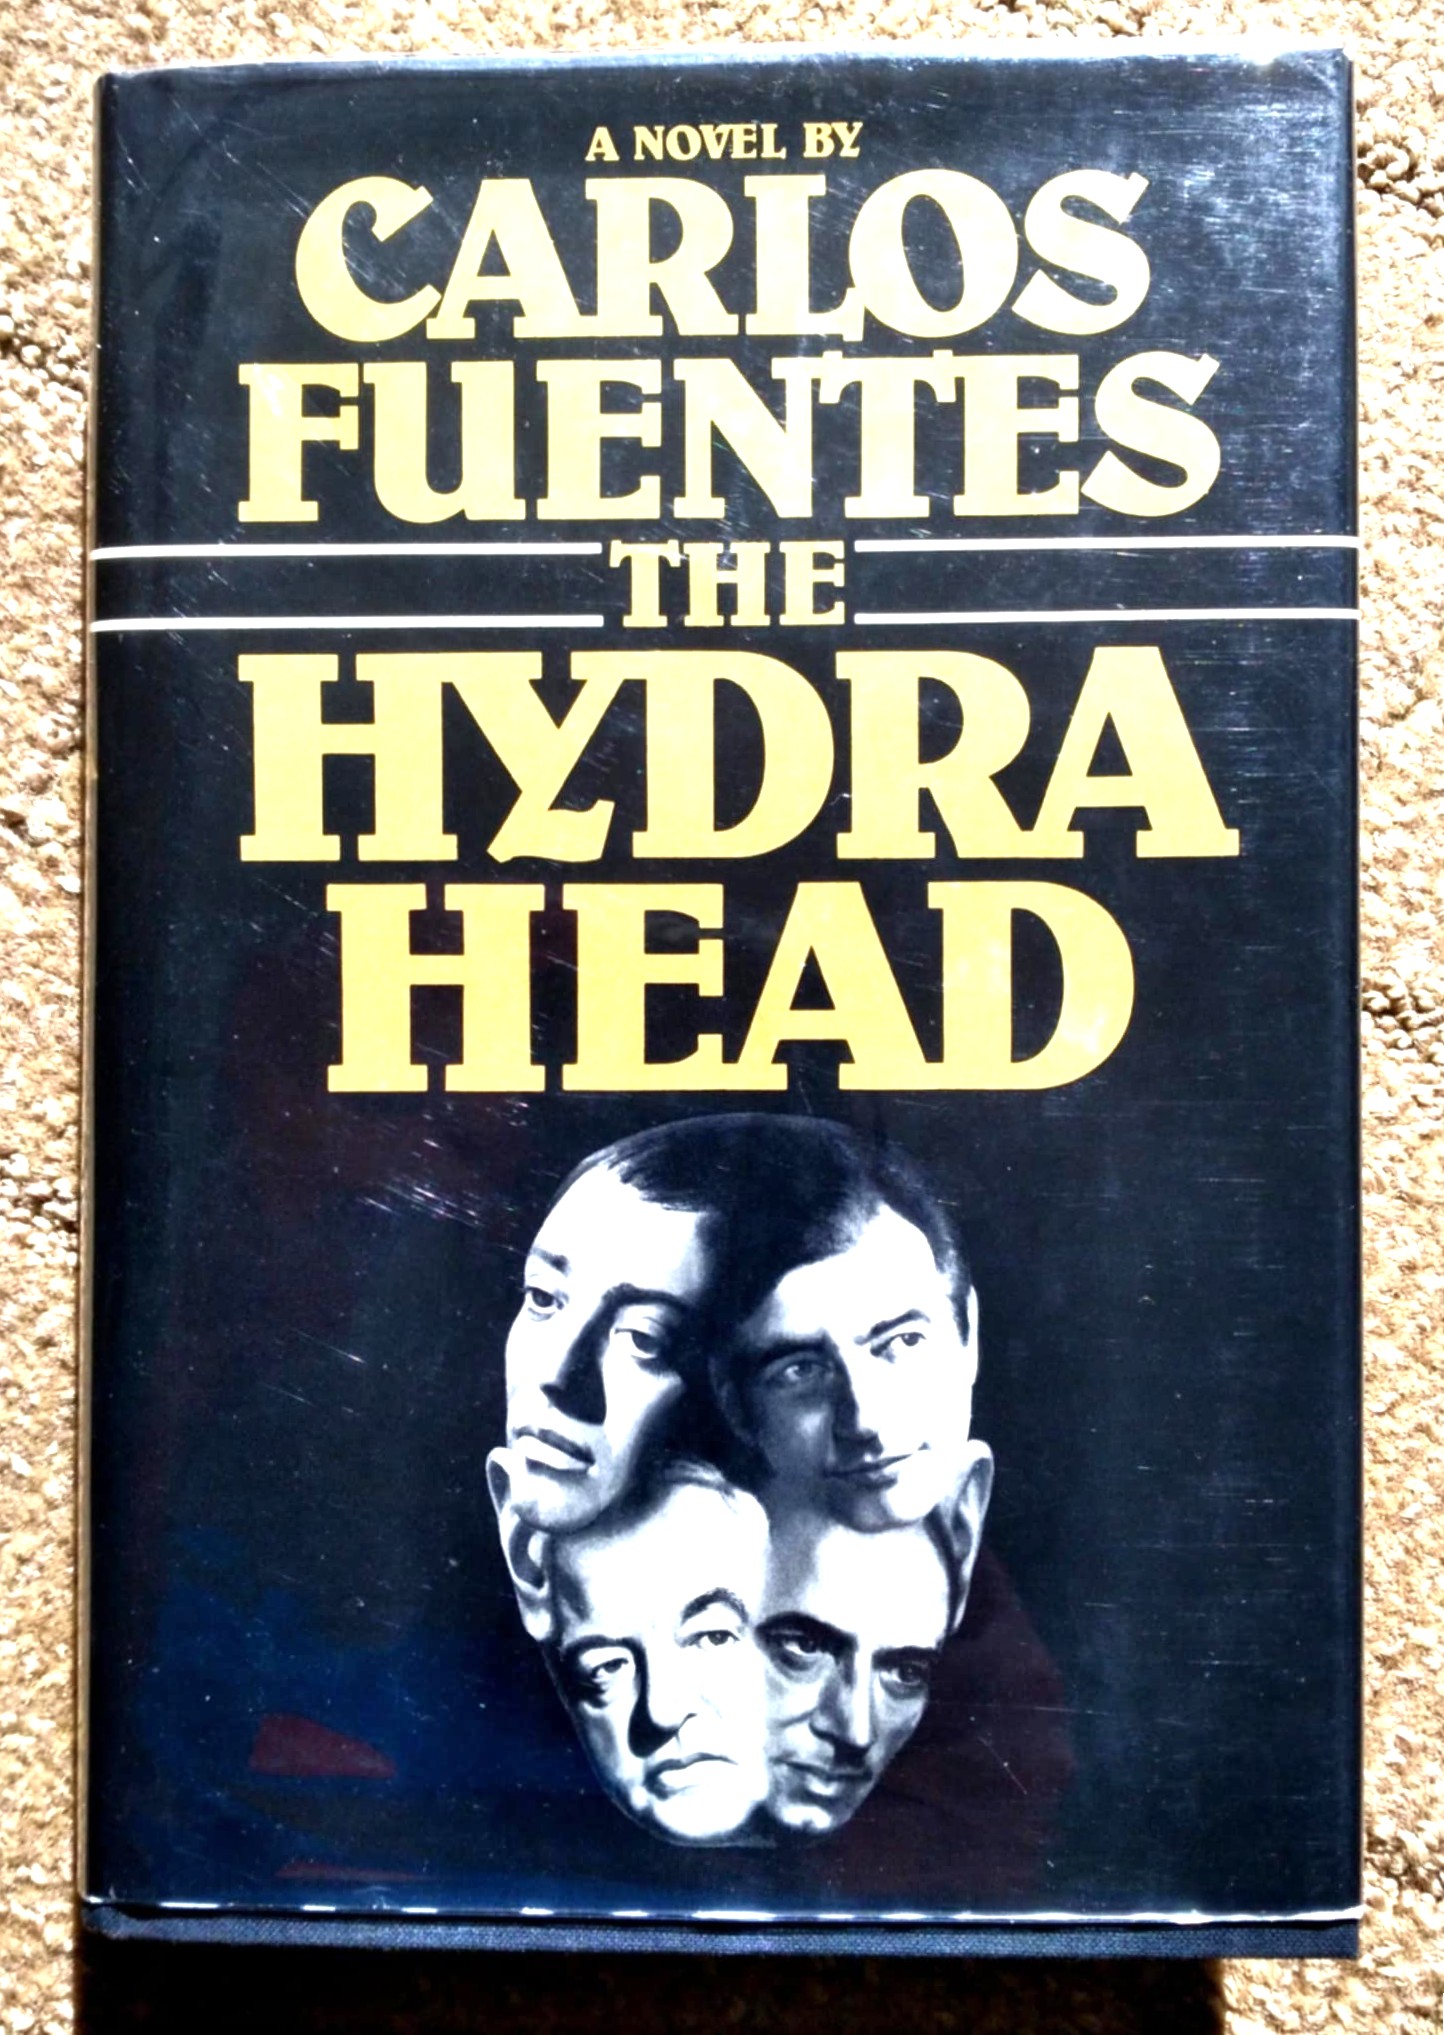 A NOVEL BY
CARLOS
FUENTES
THE
HYDRA
HEAD